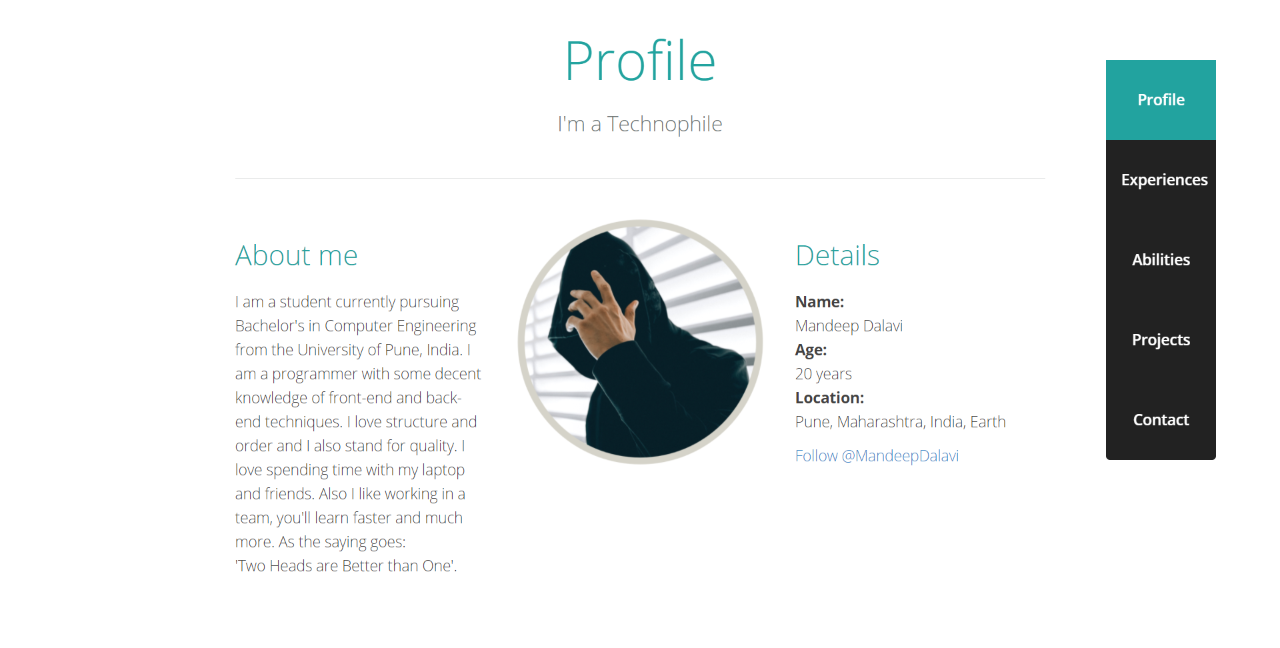 Profile
I'm a Technophile
About me
I am a student currently pursuing
Bachelor's in Computer Engineering
from the University of Pune, India. I
am a programmer with some decent
knowledge of front-end and back-
end techniques. I love structure and
order and I also stand for quality. I
love spending time with my laptop
and friends. Also I like working in a
team, you'll learn faster and much
more. As the saying goes:
'Two Heads are Better than One'.
Details
Name:
Mandeep Dalavi
Age:
20 years
Location:
Pune, Maharashtra, India, Earth
Follow @MandeepDalavi
Profile
Experiences
Abilities
Projects
Contact